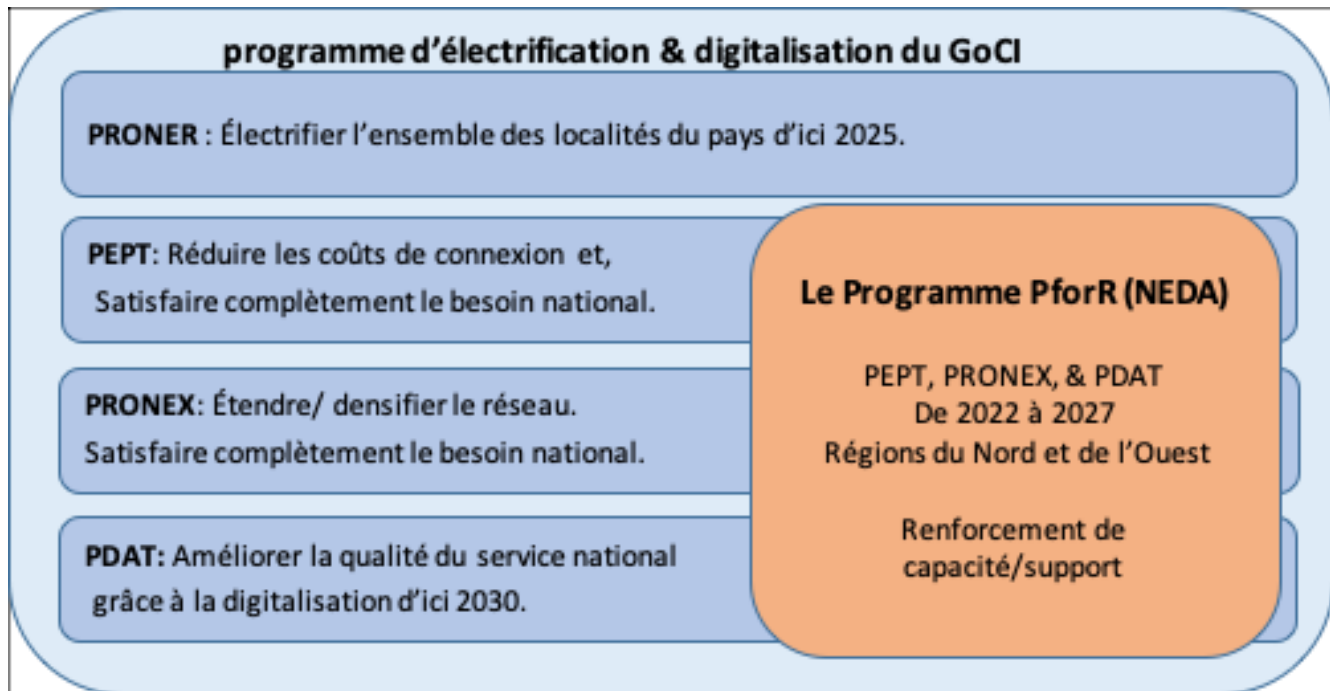 programme d'électrification & digitalisation du GoCI
PRONER : Électrifier l'ensemble des localités du pays d'ici 2025.
PEPT: Réduire les coûts de connexion et,
Satisfaire complètement le besoin national.
PRONEX: Étendre/ densifier le réseau.
Satisfaire complètement le besoin national.
PDAT: Améliorer la qualité du service national
grâce à la digitalisation d'ici 2030.
Le Programme PforR (NEDA)
PEPT, PRONEX, & PDAT
De 2022 à 2027
Régions du Nord et de l'Ouest
Renforcement de
capacité/support